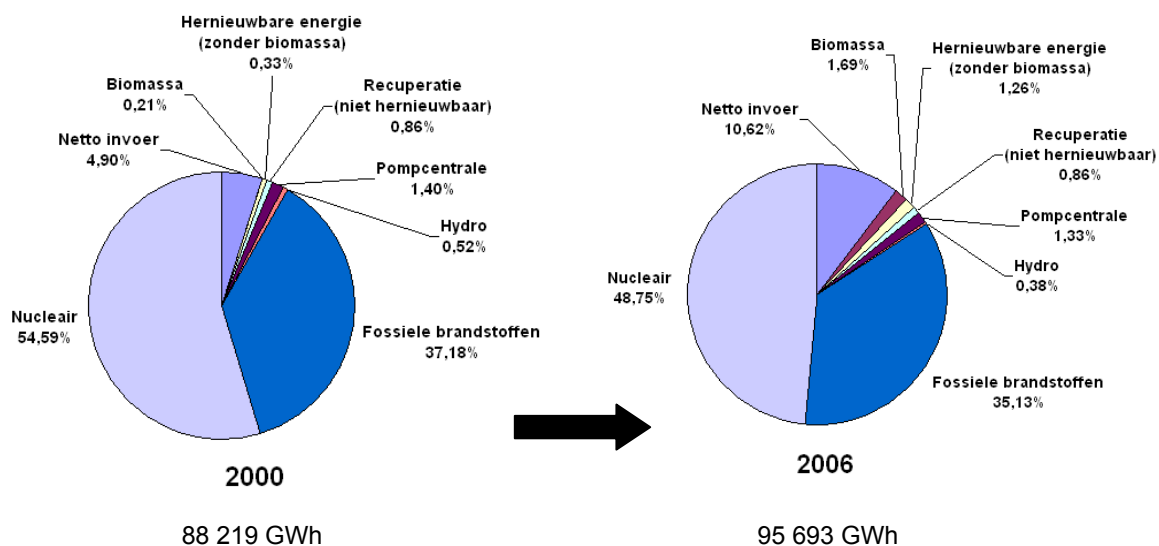 Hernieuwbare energie
(zonder biomassa)
0,33%
Biomassa
0,21%
Recuperatie
(niet hernieuwbaar)
0,86%
Netto invoer
4,90%
Pompcentrale
1,40%
Hydro
0,52%
Nucleair
54,59%
Fossiele brandstoffen
37,18%
2000
88 219 GWh
Biomassa
1,69%
Hernieuwbare energie
(zonder biomassa)
1,26%
Netto invoer
10,62%
Recuperatie
(niet hernieuwbaar)
0,86%
Pompcentrale
1,33%
Hydro
0,38%
Nucleair
48,75%
Fossiele brandstoffen
35,13%
2006
95 693 GWh